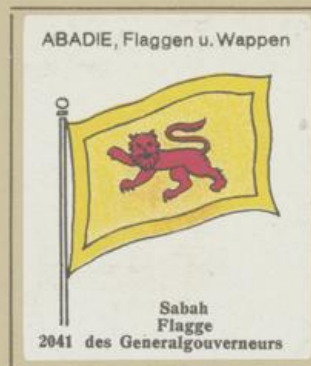 ABADIE, Flaggen u. Wappen
Sabah
Flagge
2041 des Generalgouverneurs